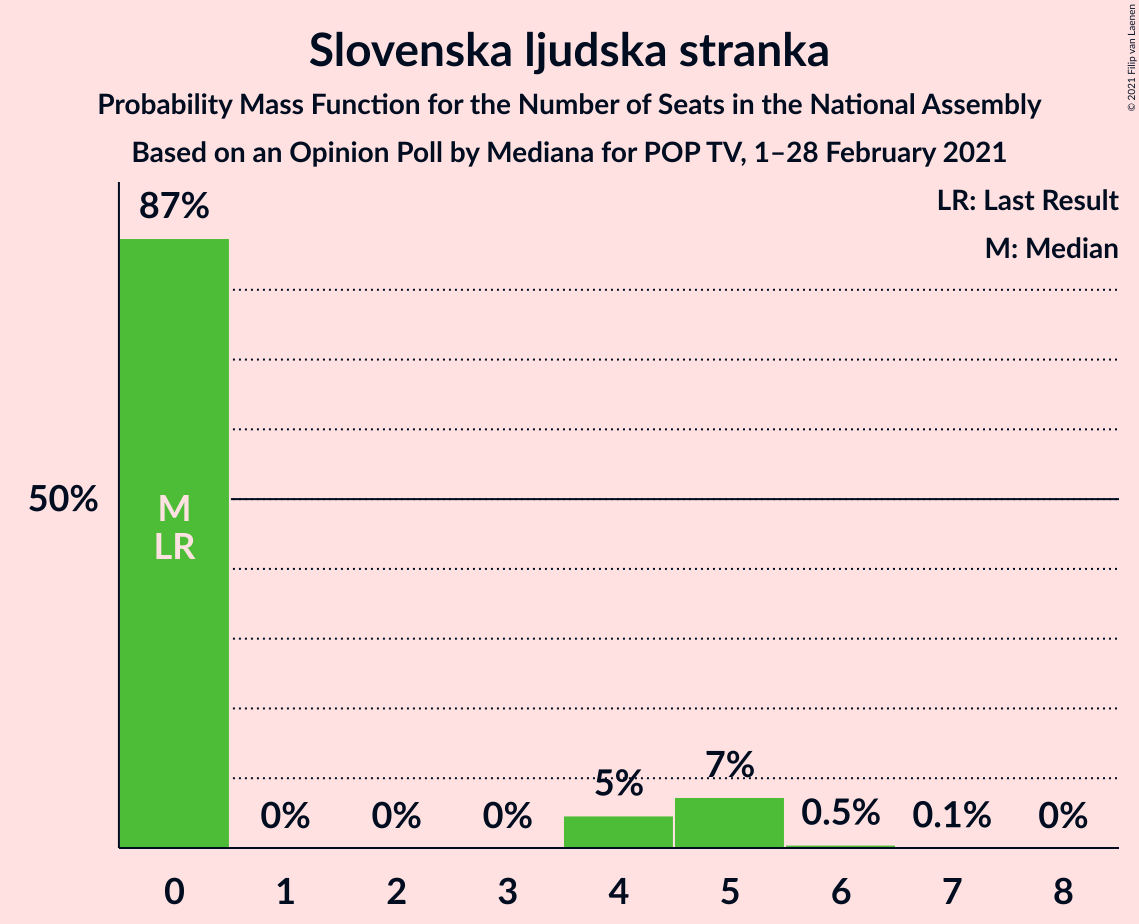 Slovenska ljudska stranka
Probability Mass Function for the Number of Seats in the National Assembly
Based on an Opinion Poll by Mediana for POP TV, 1–28 February 2021
© 2021 Filip van Laenen
LR: Last Result
M: Median
87%
50%
M
LR
0%
0%
0%
5%
7%
0.5%
0.1%
0%
0
1
2
3
4
5
6
7
8